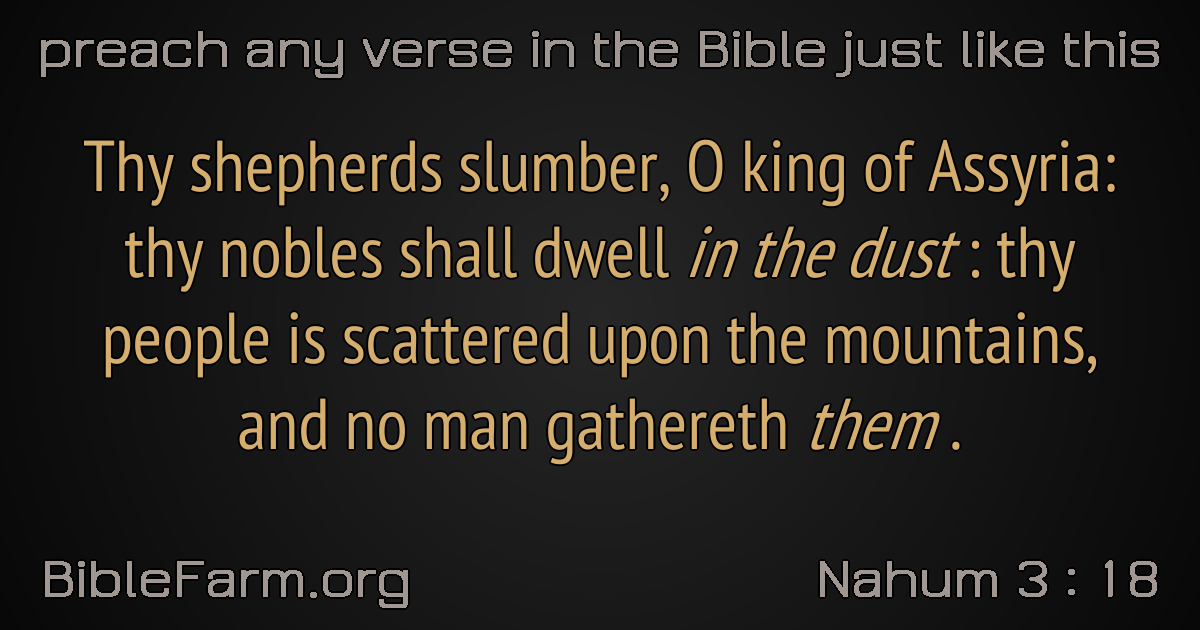 preach any verse in the Bible just like this
Thy shepherds slumber, O king of Assyria:
thy nobles shall dwell in the dust : thy
people is scattered upon the mountains,
and no man gathereth them .
BibleFarm.org
Nahum 3 : 18